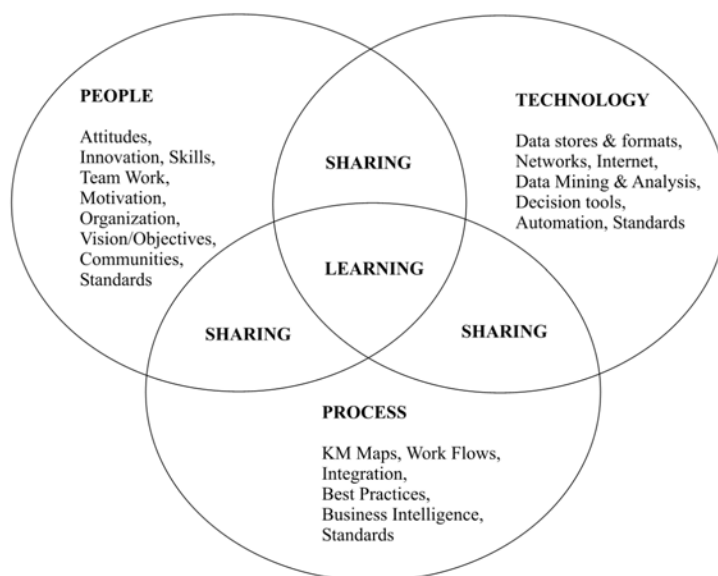 PEOPLE
Attitudes,
Innovation, Skills,
Team Work,
Motivation,
Organization,
Vision/Objectives,
Communities,
Standards
TECHNOLOGY
Data stores & formats,
Networks, Internet,
Data Mining & Analysis,
Decision tools,
Automation, Standards
SHARING
LEARNING
SHARING
SHARING
PROCESS
KM Maps, Work Flows,
Integration,
Best Practices,
Business Intelligence,
Standards